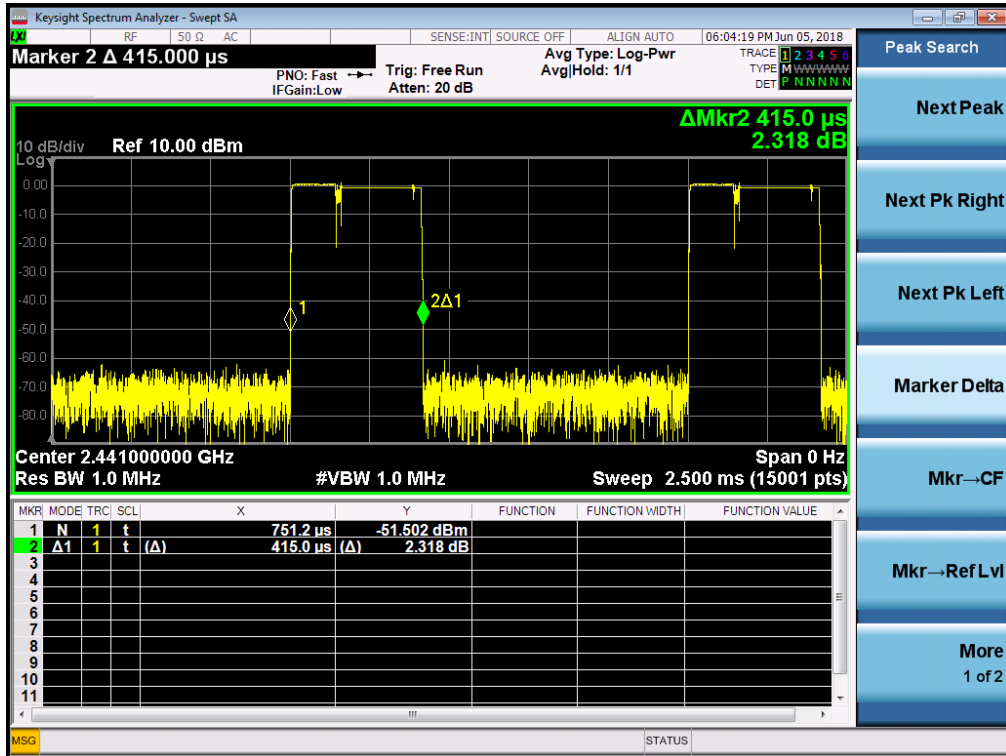 Keysight Spectrum Analyzer - Swept SA
LXI RF 50 Ω AC SENSE:INT SOURCE OFF ALIGN AUTO 06:04:19 PM Jun 05, 2018
Marker 2 Δ 415.000 μs
PNO: Fast
IFGain:Low
Trig: Free Run
Atten: 20 dB
Avg Type: Log-Pwr
Avg|Hold: 1/1
TRACE 1 2 3 4 5 6
TYPE M WWWWW
DET P N N N N N
ΔMkr2 415.0 μs
2.318 dB
10 dB/div Ref 10.00 dBm
Log
0.00
-10.0
-20.0
-30.0
-40.0
-50.0
-60.0
-70.0
-80.0
1
2Δ1
Center 2.441000000 GHz Span 0 Hz
Res BW 1.0 MHz #VBW 1.0 MHz Sweep 2.500 ms (15001 pts)
MKR MODE TRC SCL X Y FUNCTION FUNCTION WIDTH FUNCTION VALUE
1 N 1 t 751.2 μs -51.502 dBm
2 Δ1 1 t (Δ) 415.0 μs (Δ) 2.318 dB
3
4
5
6
7
8
9
10
11
MSG STATUS
Peak Search
Next Peak
Next Pk Right
Next Pk Left
Marker Delta
Mkr→CF
Mkr→Ref Lvl
More
1 of 2